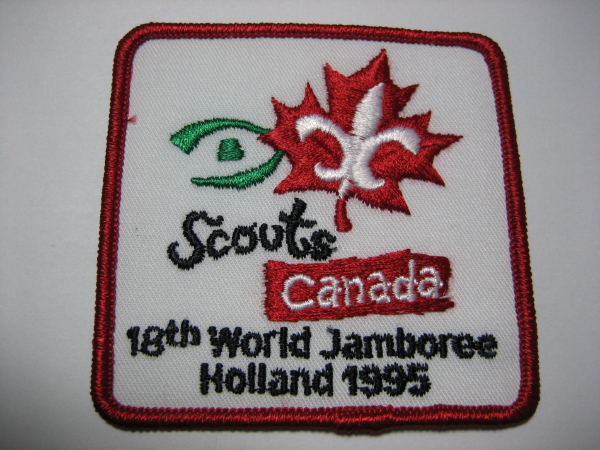 Scouts
Canada
18th World Jamboree
Holland 1995